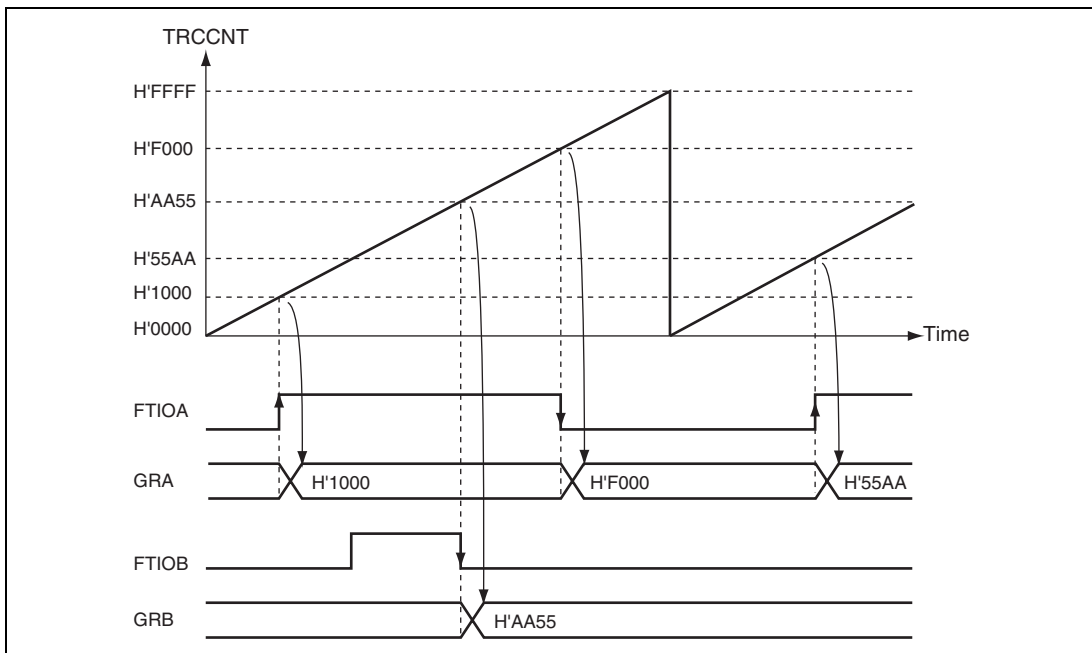 TRCCNT
H'FFFF
H'F000
H'AA55
H'55AA
H'1000
H'0000
Time
FTIOA
GRA
H'1000
H'F000
H'55AA
FTIOB
GRB
H'AA55